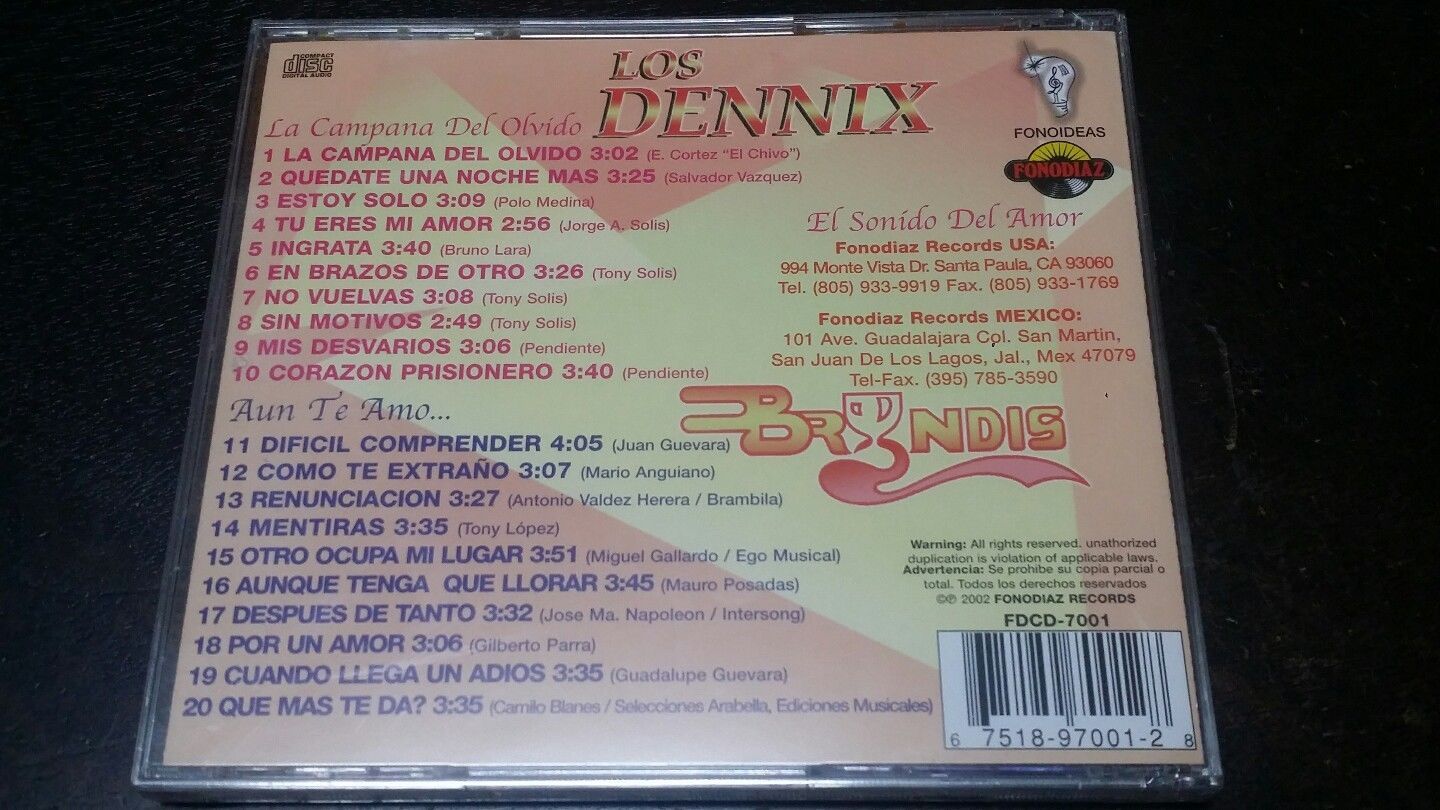 COMPACT
disc
DIGITAL AUDIO
LOS
DENNIX
La Campana Del Olvido
1 LA CAMPANA DEL OLVIDO 3:02 (E. Cortez "El Chivo")
2 QUEDATE UNA NOCHE MAS 3:25 (Salvador Vazquez)
3 ESTOY SOLO 3:09 (Polo Medina)
4 TU ERES MI AMOR 2:56 (Jorge A. Solis)
5 INGRATA 3:40 (Bruno Lara)
6 EN BRAZOS DE OTRO 3:26 (Tony Solis)
7 NO VUELVAS 3:08 (Tony Solis)
8 SIN MOTIVOS 2:49 (Tony Solis)
9 MIS DESVARIOS 3:06 (Pendiente)
10 CORAZON PRISIONERO 3:40 (Pendiente)
FONOIDEAS
FONODIAZ
El Sonido Del Amor
Fonodiaz Records USA:
994 Monte Vista Dr. Santa Paula, CA 93060
Tel. (805) 933-9919 Fax. (805) 933-1769
Fonodiaz Records MEXICO:
101 Ave. Guadalajara Col. San Martin,
San Juan De Los Lagos, Jal., Mex 47079
Tel-Fax. (395) 785-3590
BRYNDIS
Aun Te Amo...
11 DIFICIL COMPRENDER 4:05 (Juan Guevara)
12 COMO TE EXTRAÑO 3:07 (Mario Anguiano)
13 RENUNCIACION 3:27 (Antonio Valdez Herera / Brambila)
14 MENTIRAS 3:35 (Tony López)
15 OTRO OCUPA MI LUGAR 3:51 (Miguel Gallardo / Ego Musical)
16 AUNQUE TENGA QUE LLORAR 3:45 (Mauro Posadas)
17 DESPUES DE TANTO 3:32 (Jose Ma. Napoleon / Intersong)
18 POR UN AMOR 3:06 (Gilberto Parra)
19 CUANDO LLEGA UN ADIOS 3:35 (Guadalupe Guevara)
20 QUE MAS TE DA? 3:35 (Camilo Blanes / Selecciones Arabella, Ediciones Musicales)
Warning: All rights reserved. unathorized
duplication is violation of applicable laws.
Advertencia: Se prohibe su copia parcial o
total. Todos los derechos reservados
©℗ 2002 FONODIAZ RECORDS
FDCD-7001
6 7518-97001-2 8